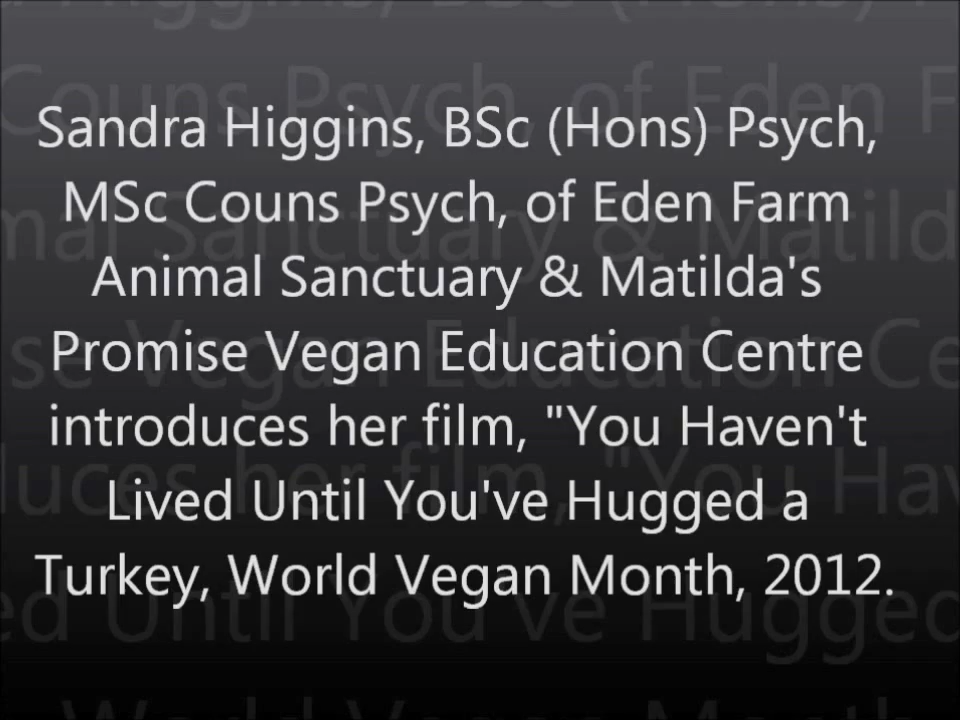 Sandra Higgins, BSc (Hons) Psych,
MSc Couns Psych, of Eden Farm
Animal Sanctuary & Matilda's
Promise Vegan Education Centre
introduces her film, "You Haven't
Lived Until You've Hugged a
Turkey, World Vegan Month, 2012.